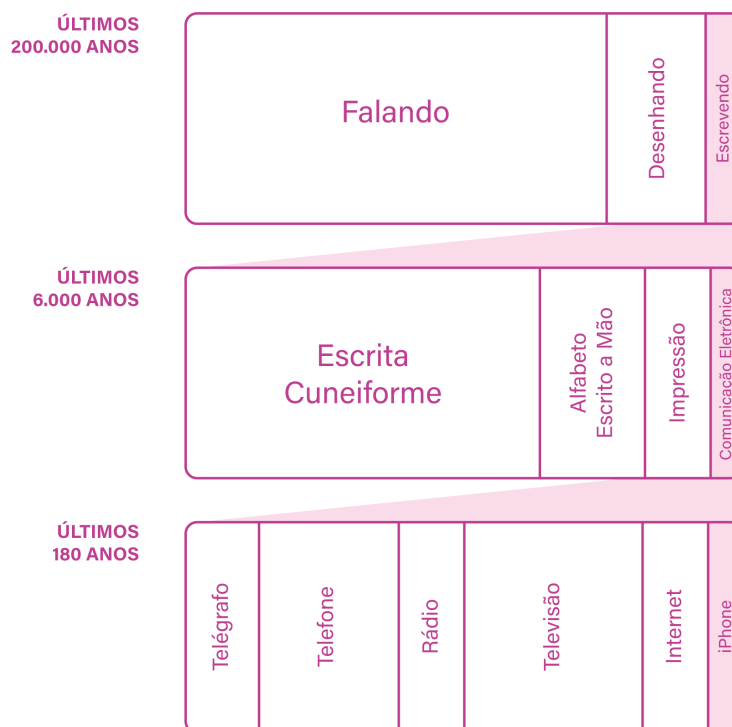 ÚLTIMOS
200.000 ANOS
Falando
Desenhando
Escrevendo
ÚLTIMOS
6.000 ANOS
Escrita
Cuneiforme
Alfabeto
Escrito a Mão
Impressão
Comunicação Eletrônica
ÚLTIMOS
180 ANOS
Telégrafo
Telefone
Rádio
Televisão
Internet
iPhone